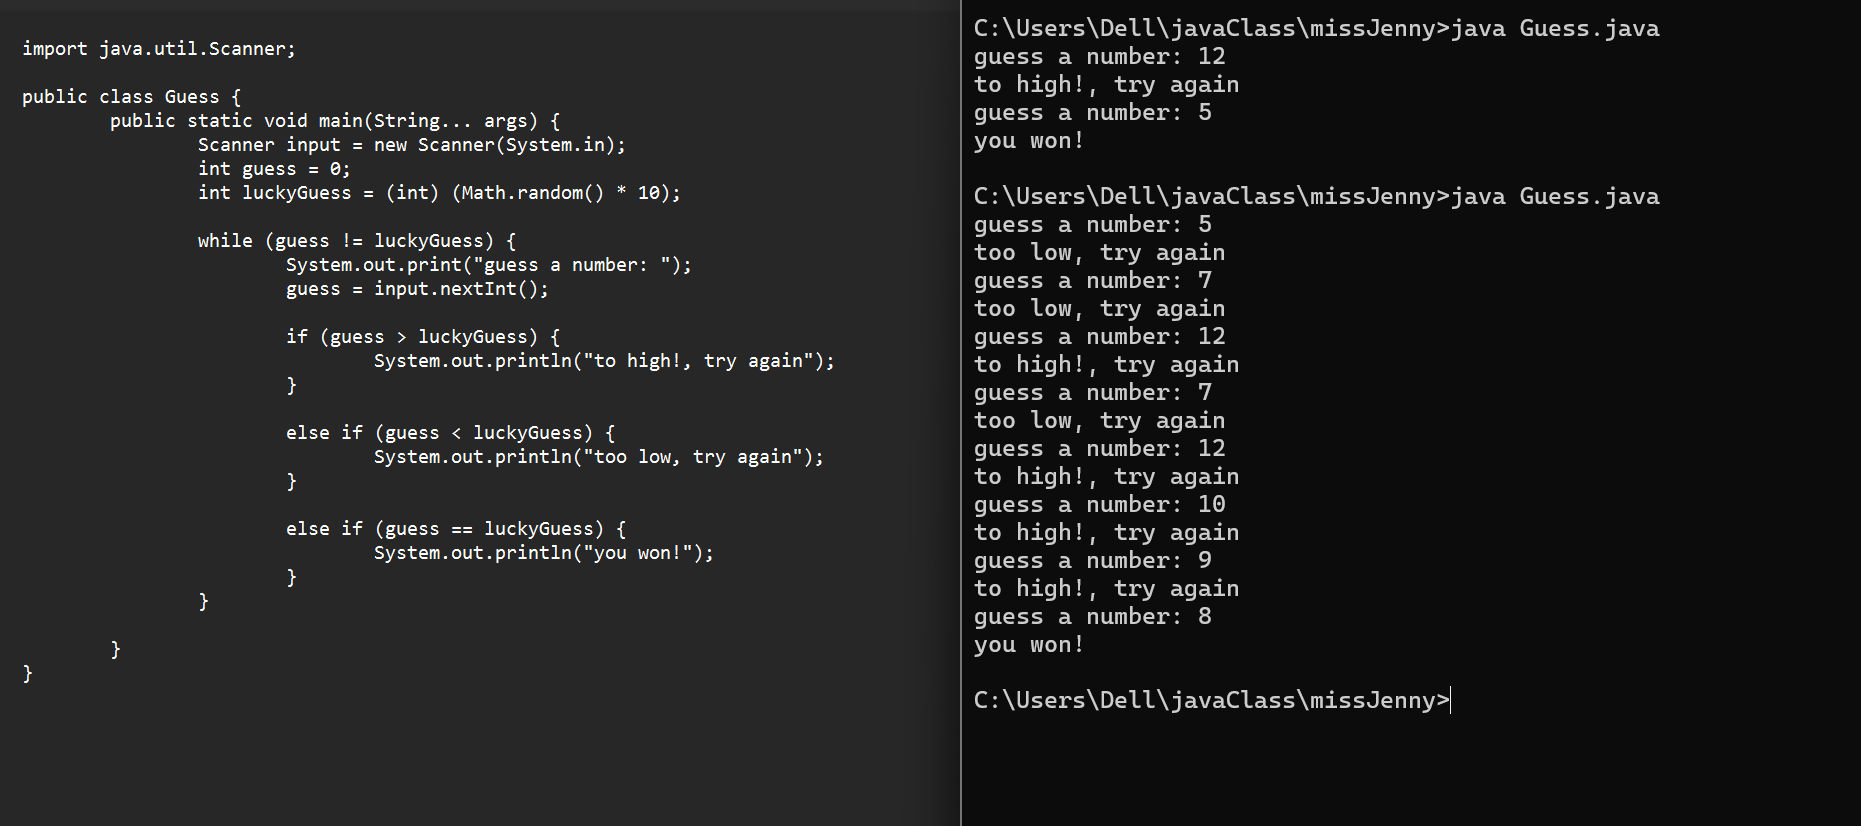 import java.util.Scanner;
public class Guess {
public static void main(String... args) {
Scanner input = new Scanner(System.in);
int guess = 0;
int luckyGuess = (int) (Math.random() * 10);
while (guess != luckyGuess) {
System.out.print("guess a number: ");
guess = input.nextInt();
if (guess > luckyGuess) {
System.out.println("to high!, try again");
}
else if (guess < luckyGuess) {
System.out.println("too low, try again");
}
else if (guess == luckyGuess) {
System.out.println("you won!");
}
}
}
}
C:\Users\Dell\javaClass\missJenny>java Guess.java
guess a number: 12
to high!, try again
guess a number: 5
you won!
C:\Users\Dell\javaClass\missJenny>java Guess.java
guess a number: 5
too low, try again
guess a number: 7
too low, try again
guess a number: 12
to high!, try again
guess a number: 7
too low, try again
guess a number: 12
to high!, try again
guess a number: 10
to high!, try again
guess a number: 9
to high!, try again
guess a number: 8
you won!
C:\Users\Dell\javaClass\missJenny>